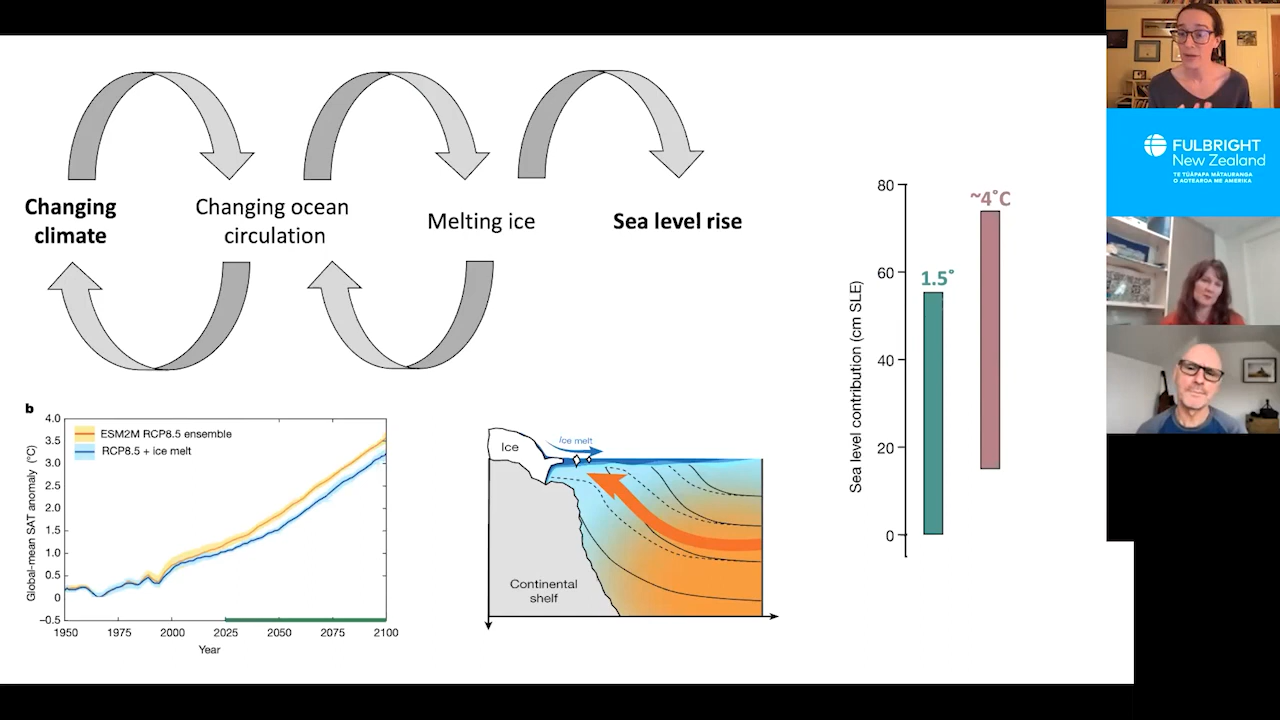 Changing
climate
Changing ocean
circulation
Melting ice
Sea level rise
b
4.0
3.5
3.0
2.5
2.0
1.5
1.0
0.5
0
–0.5
Global-mean SAT anomaly (°C)
ESM2M RCP8.5 ensemble
RCP8.5 + ice melt
1950 1975 2000 2025 2050 2075 2100
Year
Ice
Ice melt
Continental
shelf
80
60
40
20
0
Sea level contribution (cm SLE)
1.5°
~4°C
FULBRIGHT
New Zealand
TE TŪĀPAPA MĀTAURANGA
O AOTEAROA ME AMERIKA